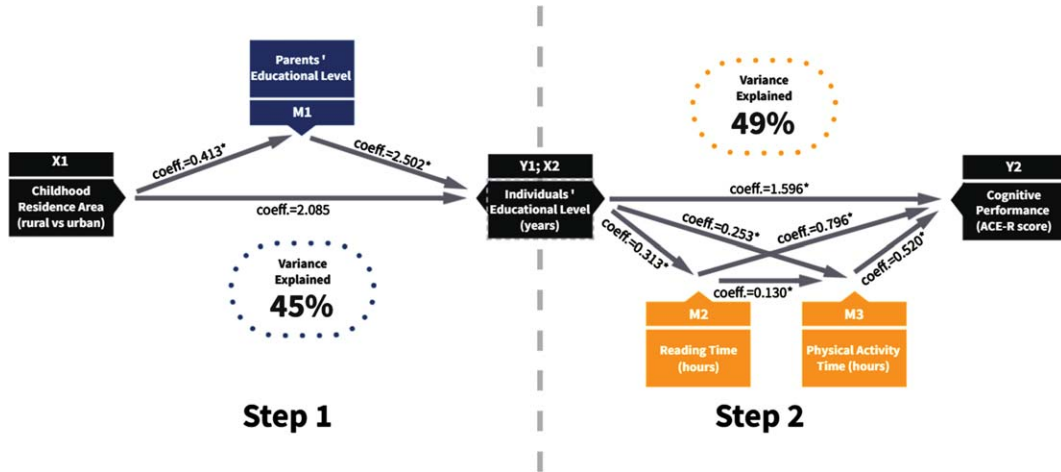 Parents '
Educational Level
M1
Variance
Explained
49%
X1
Childhood
Residence Area
(rural vs urban)
coeff.=0.413*
coeff.=2.502*
coeff.=2.085
Y1; X2
Individuals '
Educational Level
(years)
Y2
Cognitive
Performance
(ACE-R score)
coeff.=1.596*
coeff.=0.253*
coeff.=0.796*
coeff.=0.313*
coeff.=0.520*
coeff.=0.130*
Variance
Explained
45%
M2
Reading Time
(hours)
M3
Physical Activity
Time (hours)
Step 1
Step 2